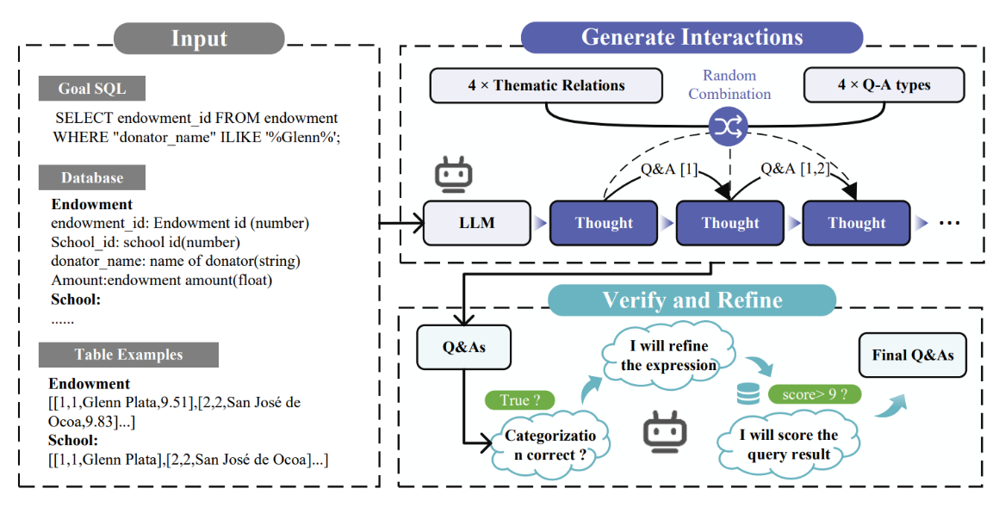 Input
Goal SQL
SELECT endowment_id FROM endowment
WHERE "donator_name" ILIKE '%Glenn%';
Database
Endowment
endowment_id: Endowment id (number)
School_id: school id(number)
donator_name: name of donator(string)
Amount:endowment amount(float)
School:
......
Table Examples
Endowment
[[1,1,Glenn Plata,9.51],[2,2,San José de
Ocoa,9.83]...]
School:
[[1,1,Glenn Plata],[2,2,San José de Ocoa]...]
Generate Interactions
4 × Thematic Relations
Random
Combination
4 × Q-A types
Q&A [1]
Q&A [1,2]
LLM
Thought
Thought
Thought
...
Verify and Refine
Q&As
I will refine
the expression
Final Q&As
True ?
score> 9 ?
Categorizatio
n correct ?
I will score the
query result